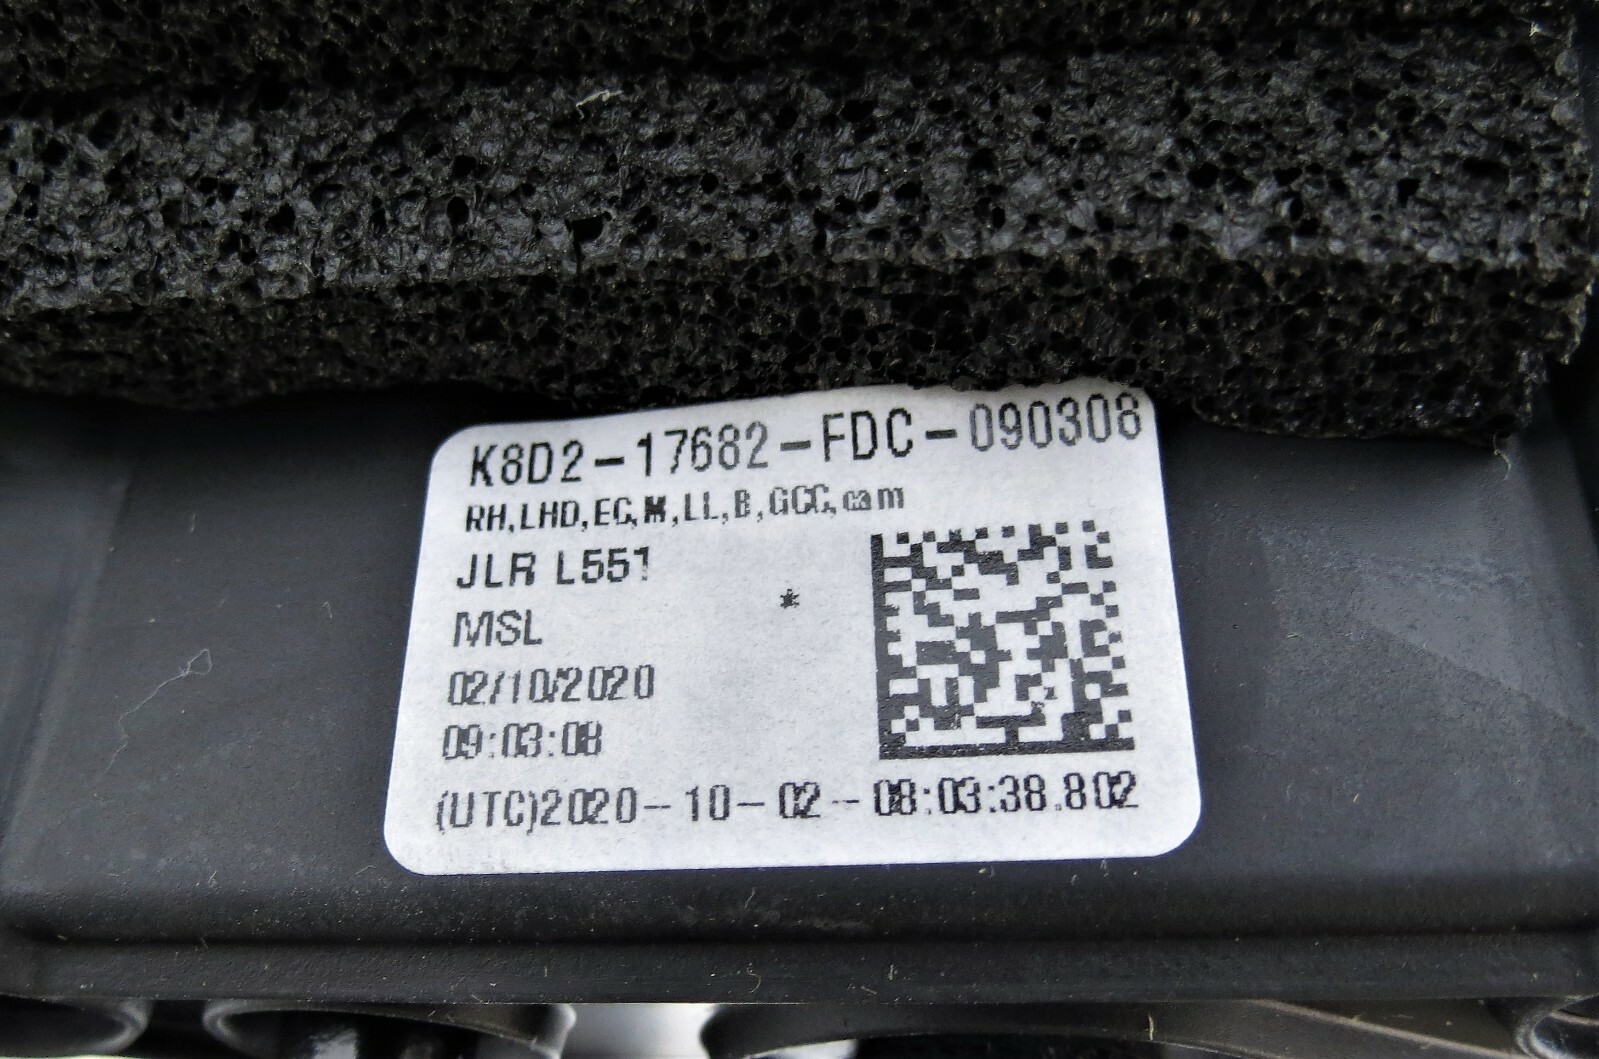 K8D2-17682-FDC-090308
RH,LHD,EC,M,LL,B,GCC,cam
JLR L551
*
MSL
02/10/2020
09:03:08
(UTC)2020-10-02--08:03:38.802